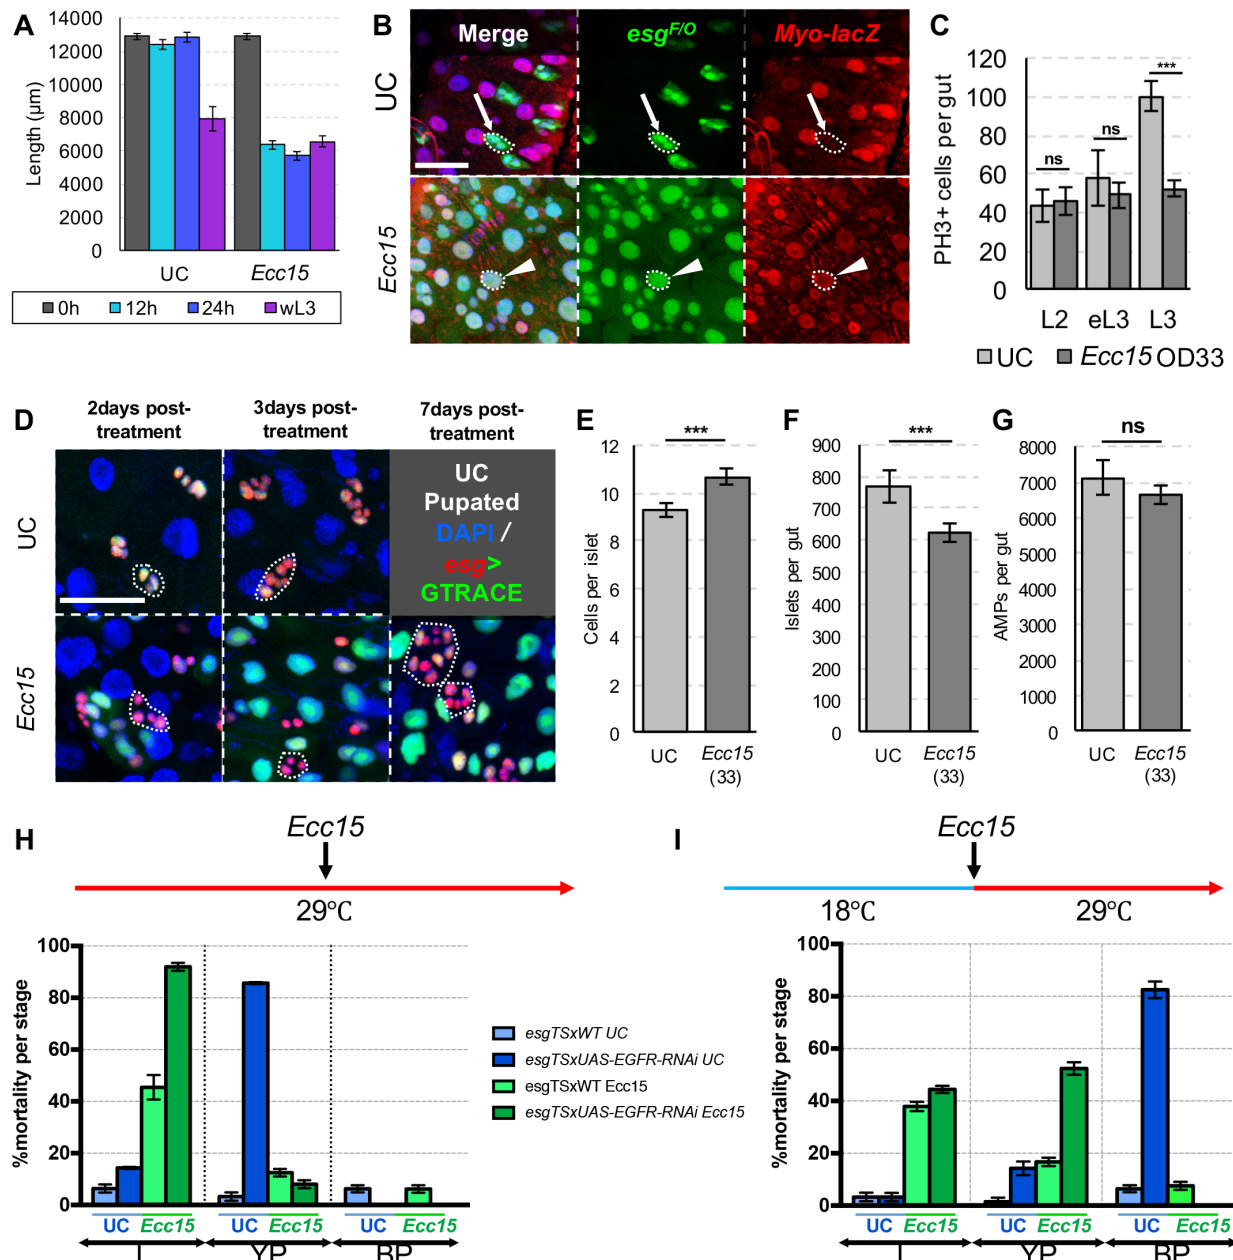 A
Length (µm)
14000
12000
10000
8000
6000
4000
2000
0
UC
Ecc15
0h
12h
24h
wL3
B
Merge
esgF/O
Myo-lacZ
UC
Ecc15
C
PH3+ cells per gut
120
100
80
60
40
20
0
ns
ns
***
L2
eL3
L3
UC
Ecc15 OD33
D
2days post-
treatment
3days post-
treatment
7days post-
treatment
UC
Ecc15
UC
Pupated
DAPI /
esg>
GTRACE
E
Cells per islet
12
10
8
6
4
2
0
***
UC
Ecc15
(33)
F
Islets per gut
900
800
700
600
500
400
300
200
100
0
***
UC
Ecc15
(33)
G
AMPs per gut
8000
7000
6000
5000
4000
3000
2000
1000
0
ns
UC
Ecc15
(33)
H
Ecc15
29℃
%mortality per stage
100
80
60
40
20
0
UC
Ecc15
UC
Ecc15
UC
Ecc15
L
YP
BP
esgTSxWT UC
esgTSxUAS-EGFR-RNAi UC
esgTSxWT Ecc15
esgTSxUAS-EGFR-RNAi Ecc15
I
Ecc15
18℃
29℃
%mortality per stage
100
80
60
40
20
0
UC
Ecc15
UC
Ecc15
UC
Ecc15
L
YP
BP